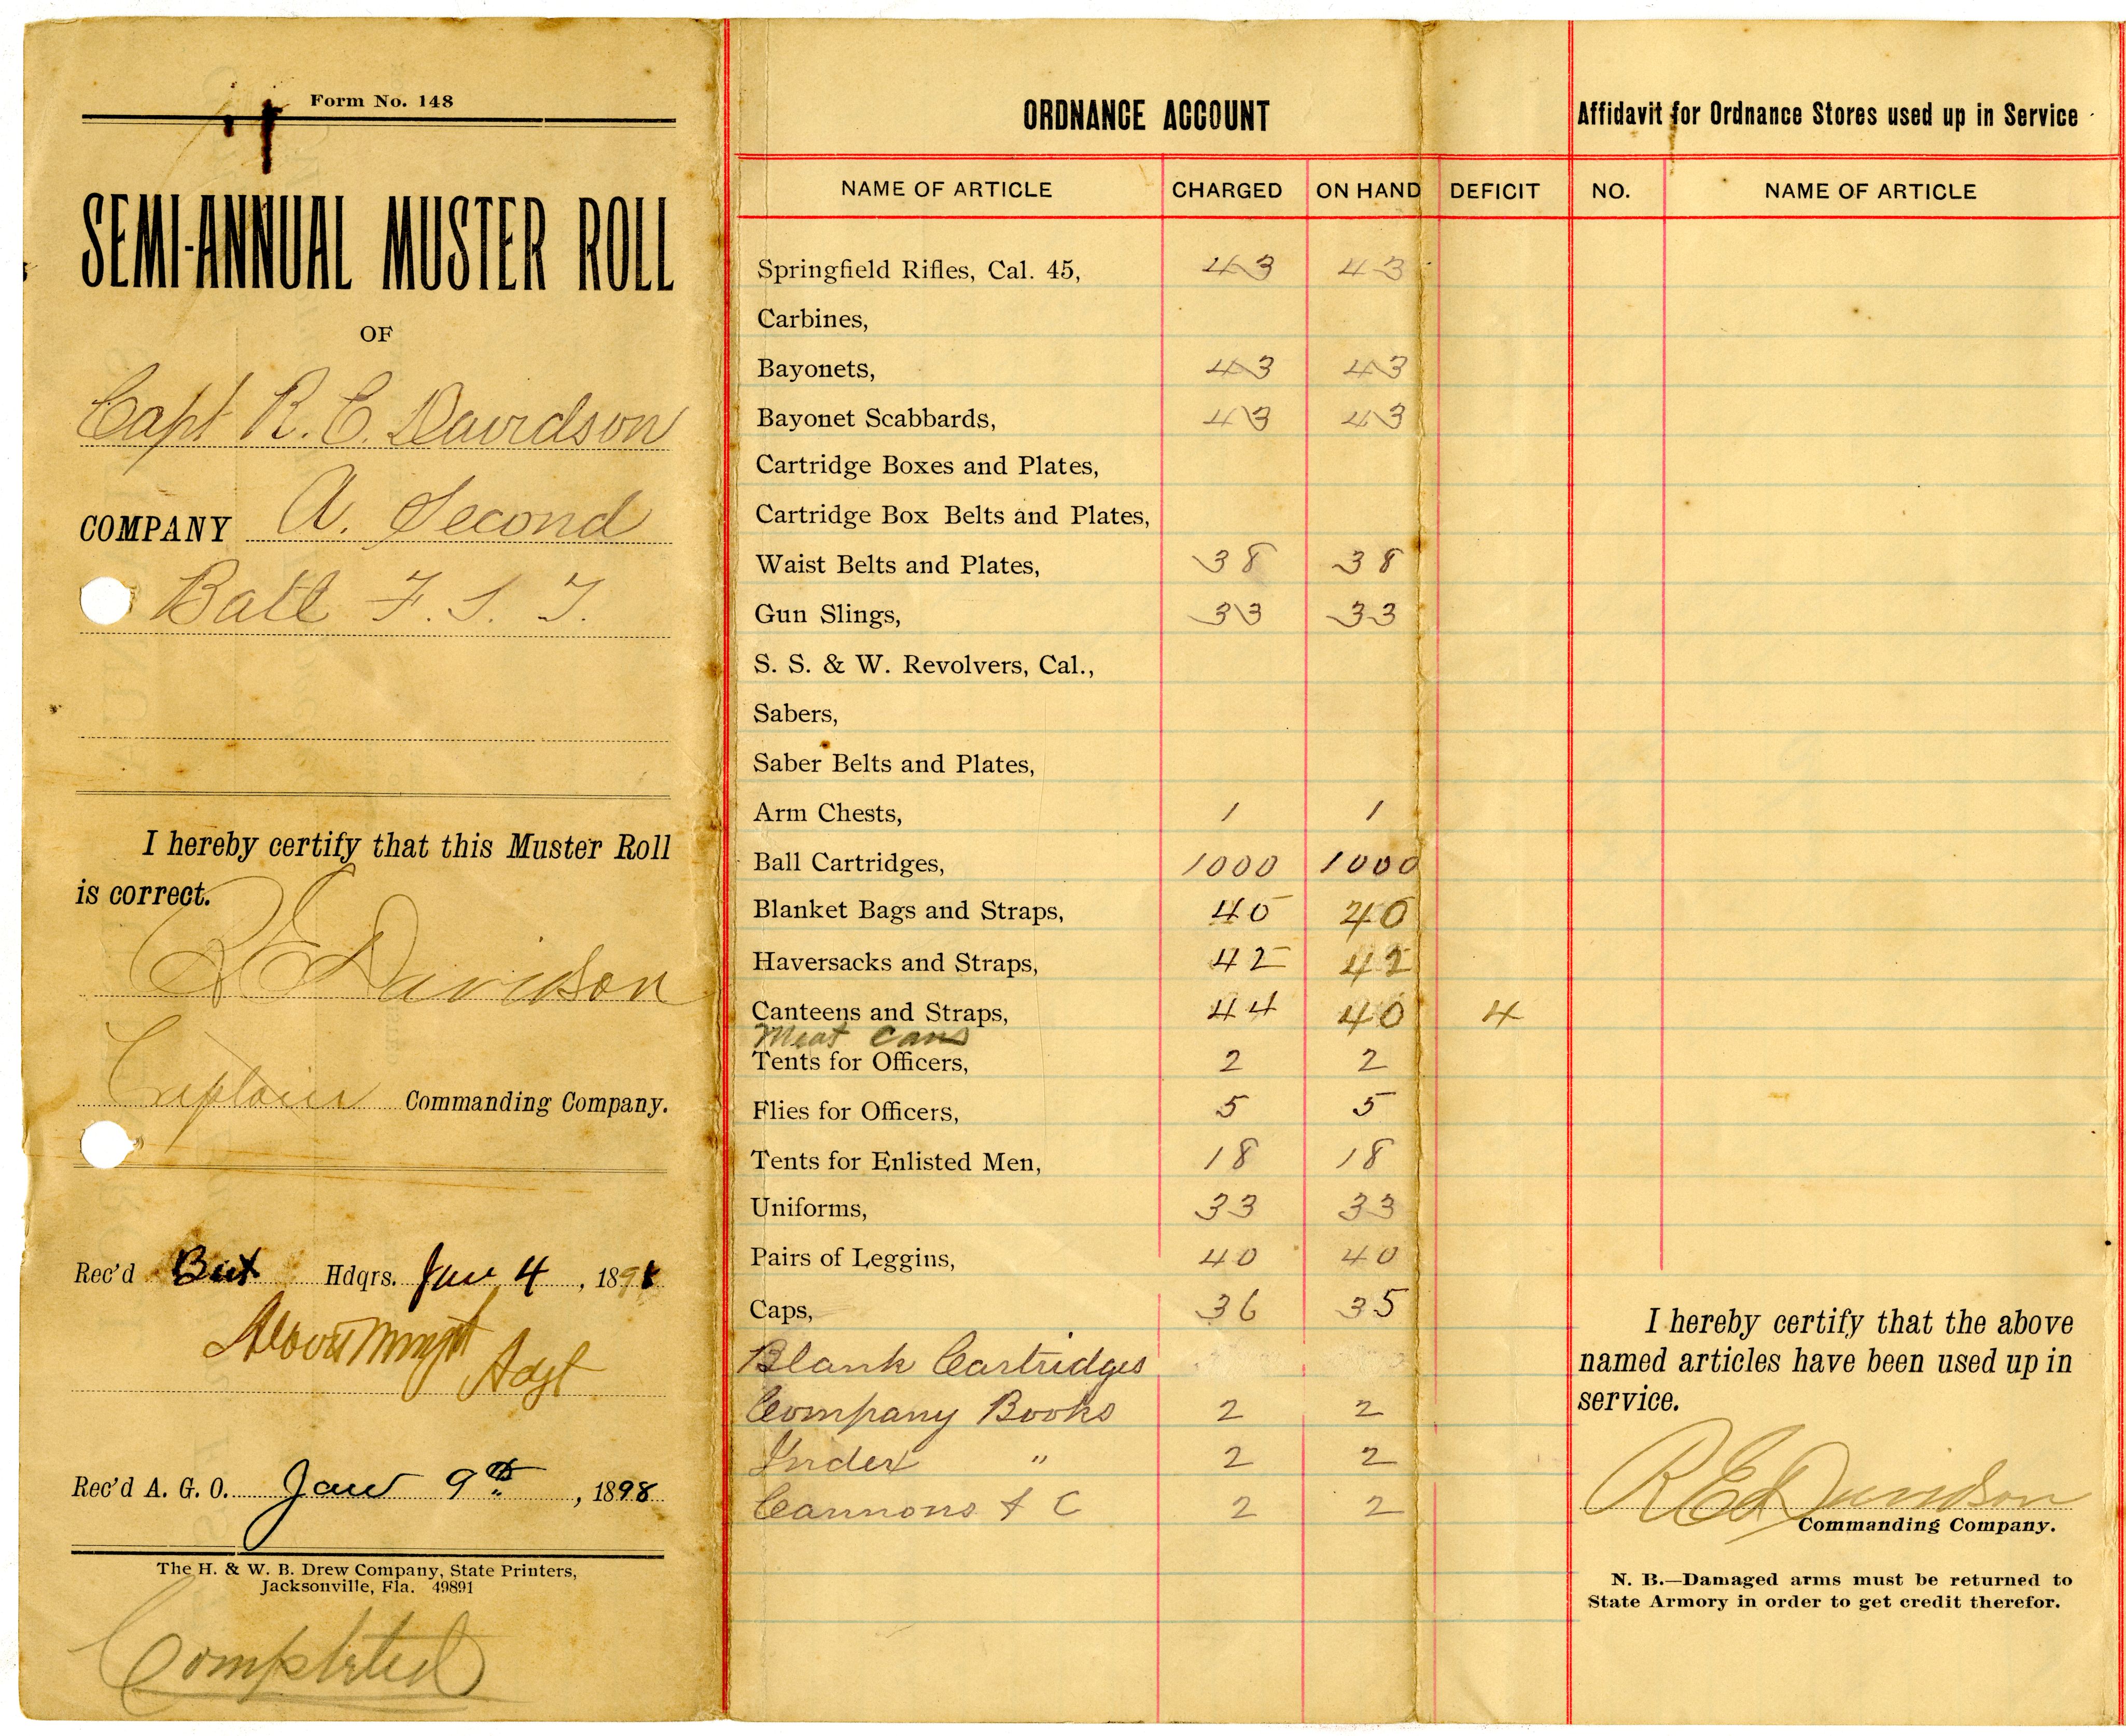 Form No. 148
SEMI-ANNUAL MUSTER ROLL
OF
Capt R. E. Davidson
COMPANY A. Second
Batt F. S. T.
I hereby certify that this Muster Roll
is correct.
R E Davidson
Captain Commanding Company.
Rec'd Hdqrs. Jan 4, 1898
Adjt
Rec'd A. G. O. Jan 9th, 1898
The H. & W. B. Drew Company, State Printers,
Jacksonville, Fla. 49891
Completed
ORDNANCE ACCOUNT
NAME OF ARTICLE CHARGED ON HAND DEFICIT
Springfield Rifles, Cal. 45, 43 43
Carbines,
Bayonets, 43 43
Bayonet Scabbards, 43 43
Cartridge Boxes and Plates,
Cartridge Box Belts and Plates,
Waist Belts and Plates, 38 38
Gun Slings, 33 33
S. S. & W. Revolvers, Cal.,
Sabers,
Saber Belts and Plates,
Arm Chests, 1 1
Ball Cartridges, 1000 1000
Blanket Bags and Straps, 40 40
Haversacks and Straps, 42 42
Canteens and Straps, 44 40 4
Meat Cans
Tents for Officers, 2 2
Flies for Officers, 5 5
Tents for Enlisted Men, 18 18
Uniforms, 33 33
Pairs of Leggins, 40 40
Caps, 36 35
Blank Cartridges
Company Books 2 2
Index " 2 2
Cannons & C 2 2
Affidavit for Ordnance Stores used up in Service
NO. NAME OF ARTICLE
I hereby certify that the above
named articles have been used up in
service.
R E Davidson
Commanding Company.
N. B.—Damaged arms must be returned to
State Armory in order to get credit therefor.